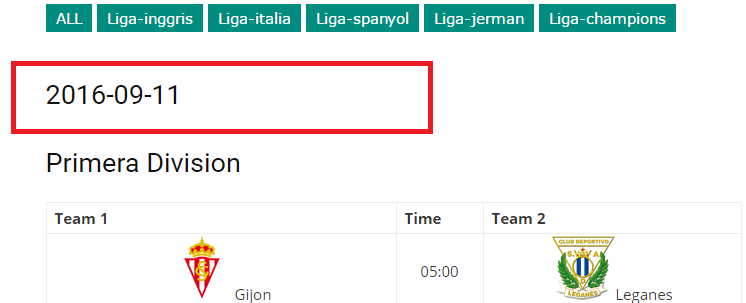 ALL Liga-inggris Liga-italia Liga-spanyol Liga-jerman Liga-champions
2016-09-11
Primera Division
Team 1 Time Team 2
CLUB DEPORTIVO
S. A. D.
LEGANES
Gijon 05:00 Leganes